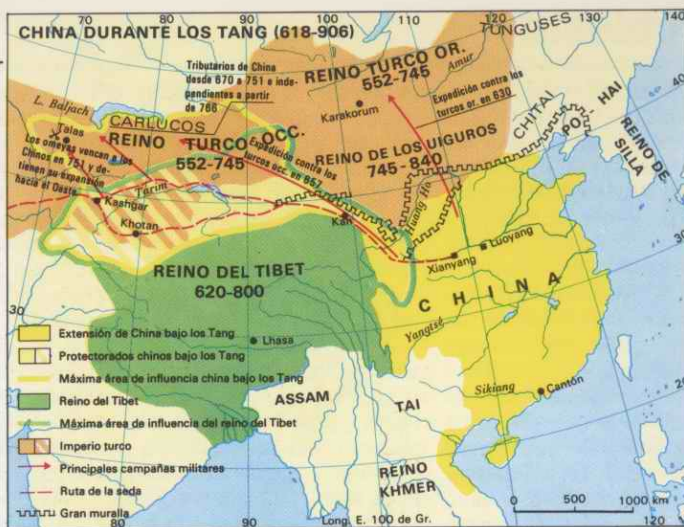 60
70
80
90
100
110
120
130
140
CHINA DURANTE LOS TANG (618-906)
TUNGUSES
Tributarios de China
desde 670 a 751 e inde-
pendientes a partir
de 766
REINO TURCO OR.
552-745
Amur
Karakorum
Expedición contra los
turcos or. en 630
40
L. Baljach
CARLUCOS
Talas
REINO TURCO OCC.
552-745
Los omeyas vencen a los
Chinos en 751 y de-
tienen su expansión
hacia el Oeste
Expedición contra los
turcos occ. en 657
REINO DE LOS UIGUROS
745-840
CHITAI
PO HAI
REINO DE
SILLA
Tarim
Kashgar
Khotan
Kan
Huang Ho
Luoyang
Xianyang
REINO DEL TIBET
620-800
CHINA
30
30
Yangtsé
Lhasa
Extensión de China bajo los Tang
Protectorados chinos bajo los Tang
Máxima área de influencia china bajo los Tang
Reino del Tibet
Máxima área de influencia del reino del Tibet
Imperio turco
Principales campañas militares
Ruta de la seda
Gran muralla
ASSAM
TAI
Sikiang
Cantón
20
REINO
KHMER
0 500 1000 km
70
80
90
Long. E. 100 de Gr.
110
120